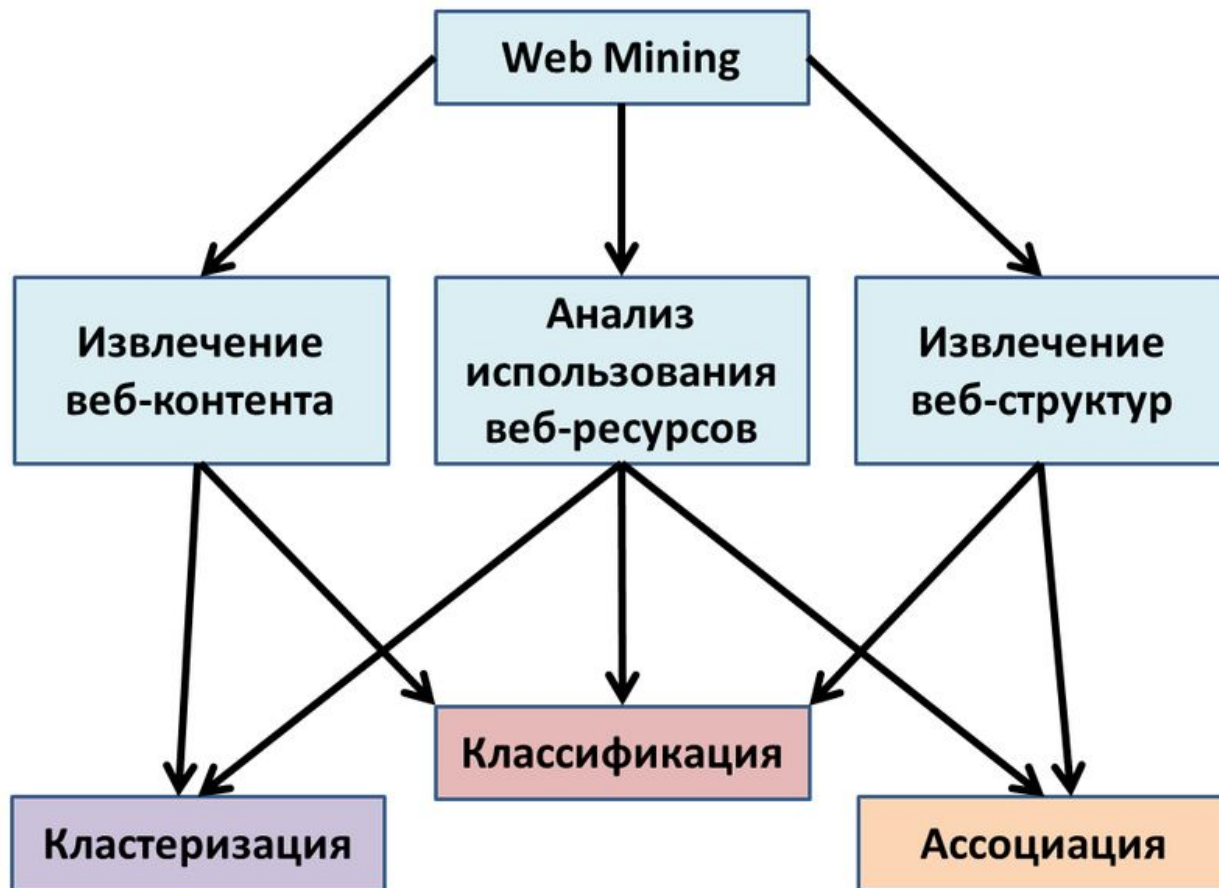 Web Mining
Извлечение
веб-контента
Анализ
использования
веб-ресурсов
Извлечение
веб-структур
Классификация
Кластеризация
Ассоциация